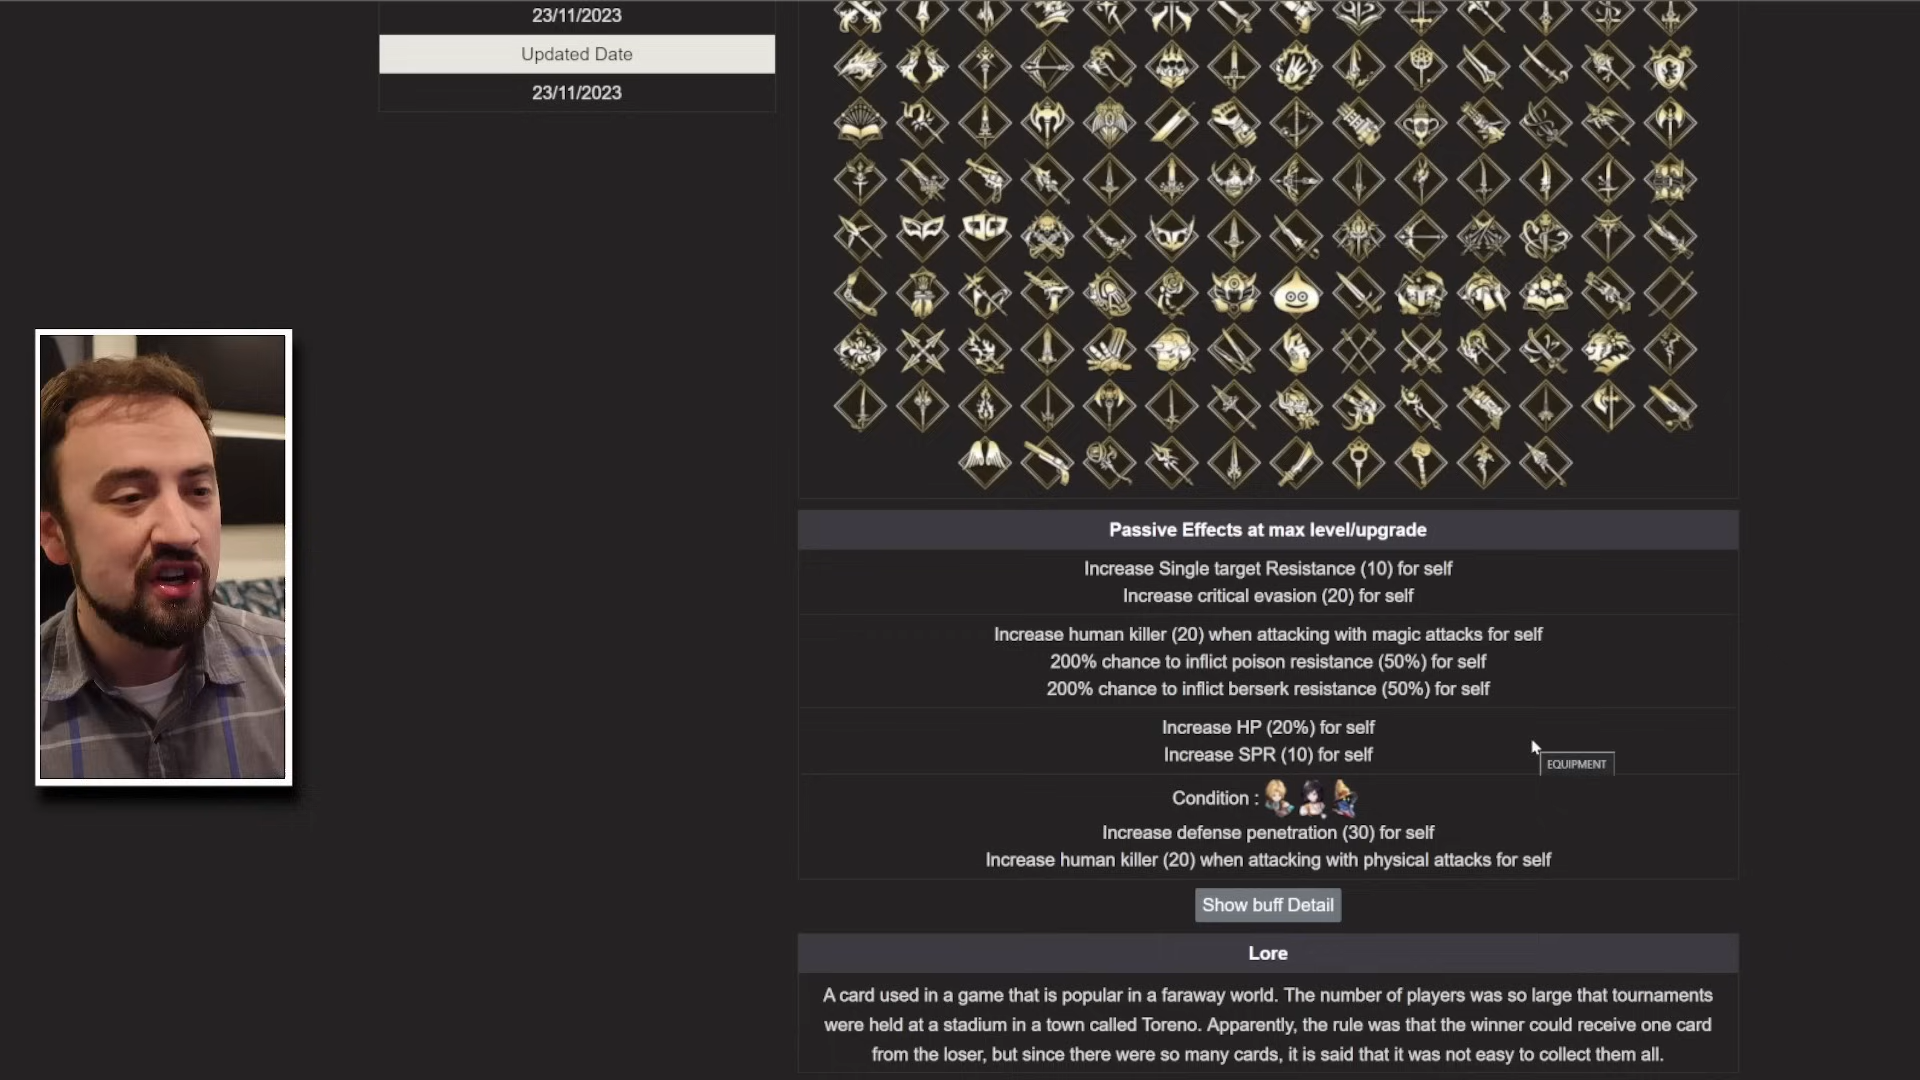 23/11/2023
Updated Date
23/11/2023
Passive Effects at max level/upgrade
Increase Single target Resistance (10) for self
Increase critical evasion (20) for self
Increase human killer (20) when attacking with magic attacks for self
200% chance to inflict poison resistance (50%) for self
200% chance to inflict berserk resistance (50%) for self
Increase HP (20%) for self
Increase SPR (10) for self
EQUIPMENT
Condition :
Increase defense penetration (30) for self
Increase human killer (20) when attacking with physical attacks for self
Show buff Detail
Lore
A card used in a game that is popular in a faraway world. The number of players was so large that tournaments
were held at a stadium in a town called Toreno. Apparently, the rule was that the winner could receive one card
from the loser, but since there were so many cards, it is said that it was not easy to collect them all.